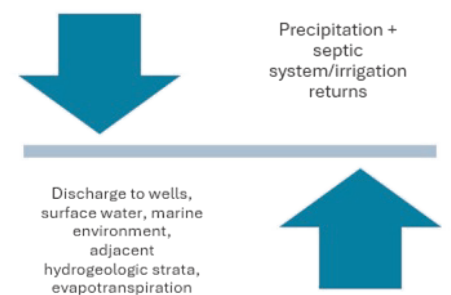 Precipitation +
septic
system/irrigation
returns
Discharge to wells,
surface water, marine
environment,
adjacent
hydrogeologic strata,
evapotranspiration